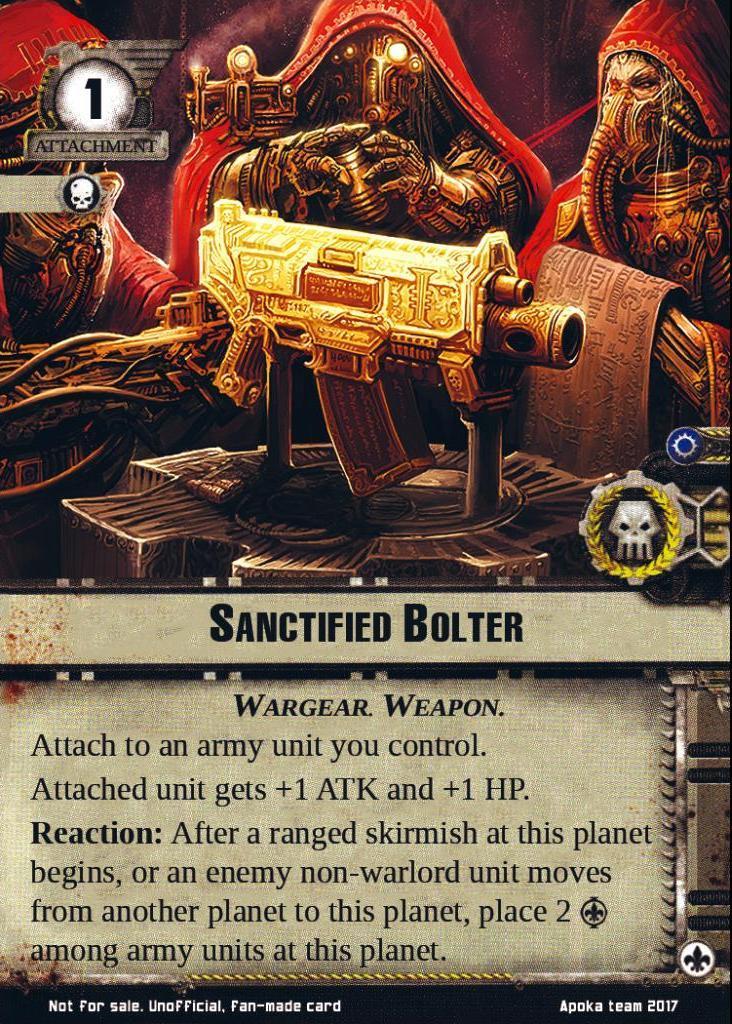 1
ATTACHMENT
SANCTIFIED BOLTER
WARGEAR. WEAPON.
Attach to an army unit you control.
Attached unit gets +1 ATK and +1 HP.
Reaction: After a ranged skirmish at this planet
begins, or an enemy non-warlord unit moves
from another planet to this planet, place 2
among army units at this planet.
Not for sale. Unofficial, fan-made card
Apoka team 2017